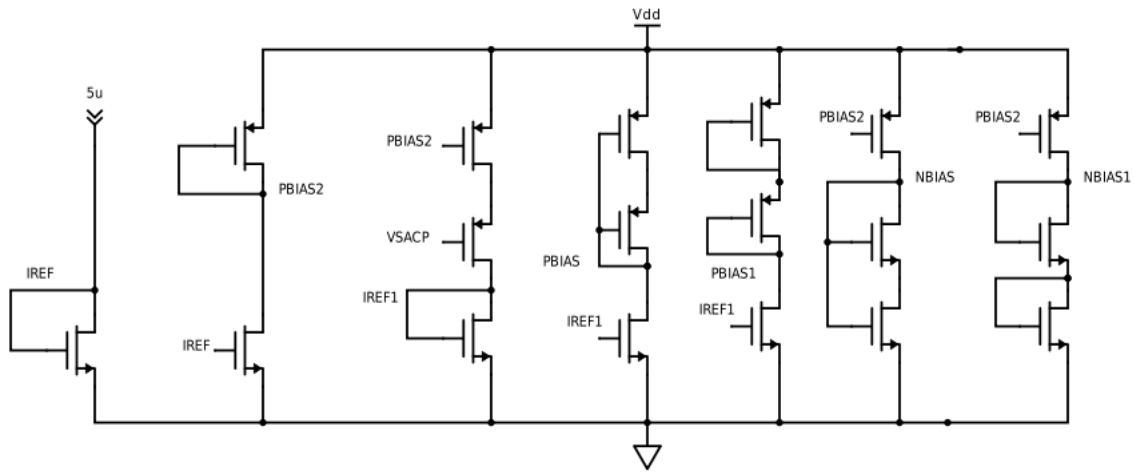 Vdd
5u
PBIAS2
PBIAS2
PBIAS2
PBIAS2
NBIAS
NBIAS1
VSACP
IREF
PBIAS
PBIAS1
IREF1
IREF
IREF1
IREF1